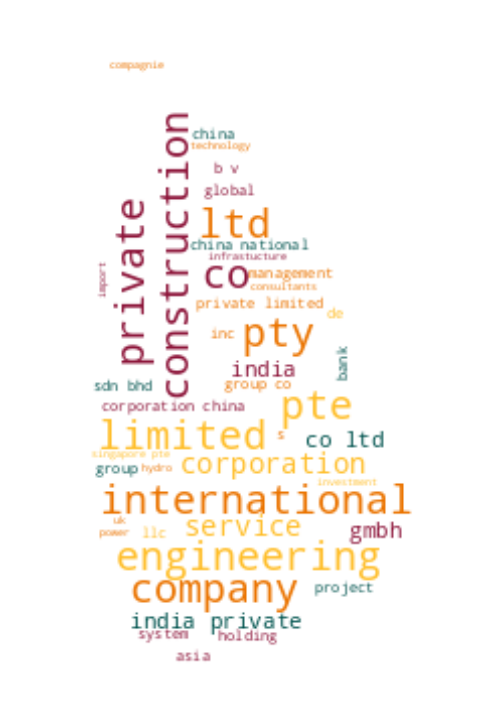 compagnie
construction
china
technology
b v
global
private
ltd
china national
infrastucture
import
co
management
consultants
private limited
de
inc
pty
bank
india
sdn bhd
group co
corporation china
pte
limited
s
co ltd
singapore pte
group
hydro
corporation
investment
international
uk
power
llc
service
gmbh
engineering
company
project
india private
system
holding
asia